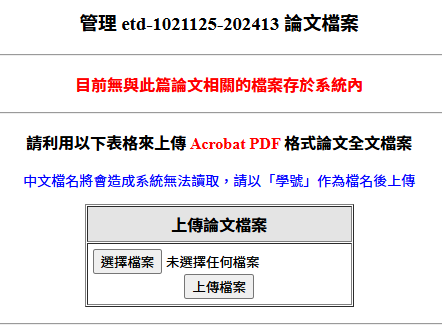 管理 etd-1021125-202413 論文檔案
目前無與此篇論文相關的檔案存於系統內
請利用以下表格來上傳 Acrobat PDF 格式論文全文檔案
中文檔名將會造成系統無法讀取，請以「學號」作為檔名後上傳
上傳論文檔案
選擇檔案 未選擇任何檔案
上傳檔案